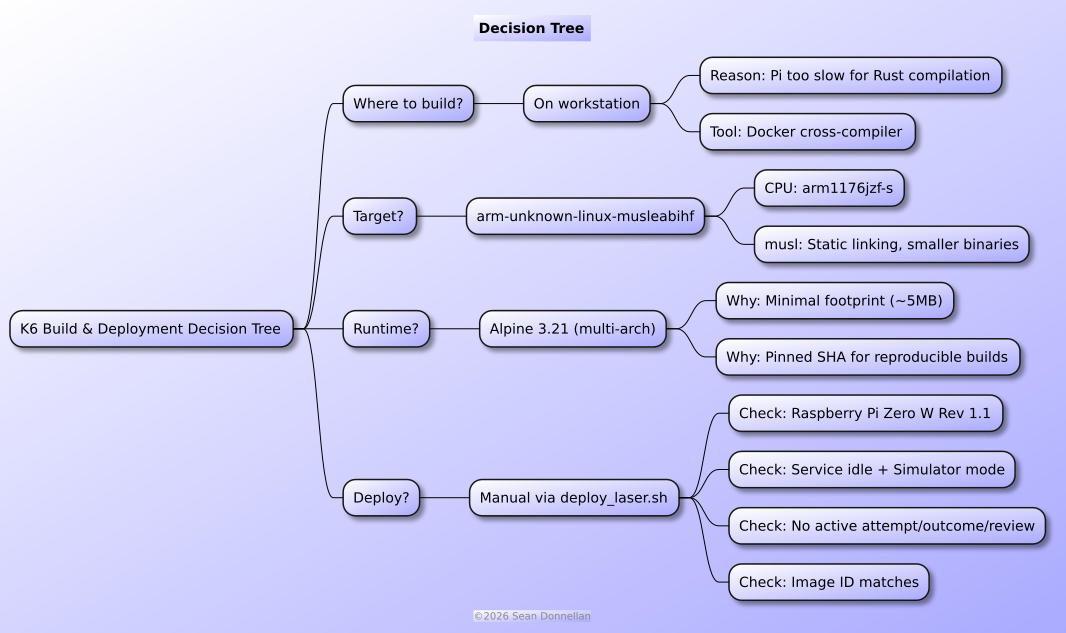 Decision Tree
K6 Build & Deployment Decision Tree
Where to build?
On workstation
Reason: Pi too slow for Rust compilation
Tool: Docker cross-compiler
Target?
arm-unknown-linux-musleabihf
CPU: arm1176jzf-s
musl: Static linking, smaller binaries
Runtime?
Alpine 3.21 (multi-arch)
Why: Minimal footprint (~5MB)
Why: Pinned SHA for reproducible builds
Deploy?
Manual via deploy_laser.sh
Check: Raspberry Pi Zero W Rev 1.1
Check: Service idle + Simulator mode
Check: No active attempt/outcome/review
Check: Image ID matches
©2026 Sean Donnellan